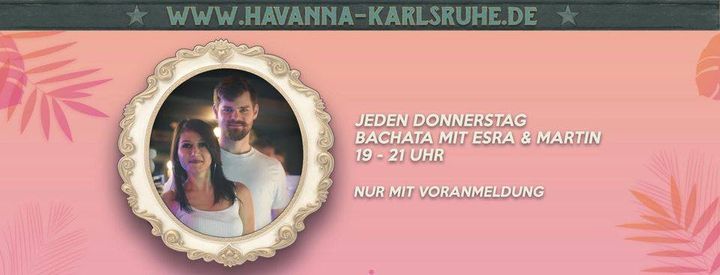 WWW.HAVANNA-KARLSRUHE.DE
JEDEN DONNERSTAG
BACHATA MIT ESRA & MARTIN
19 - 21 UHR
NUR MIT VORANMELDUNG